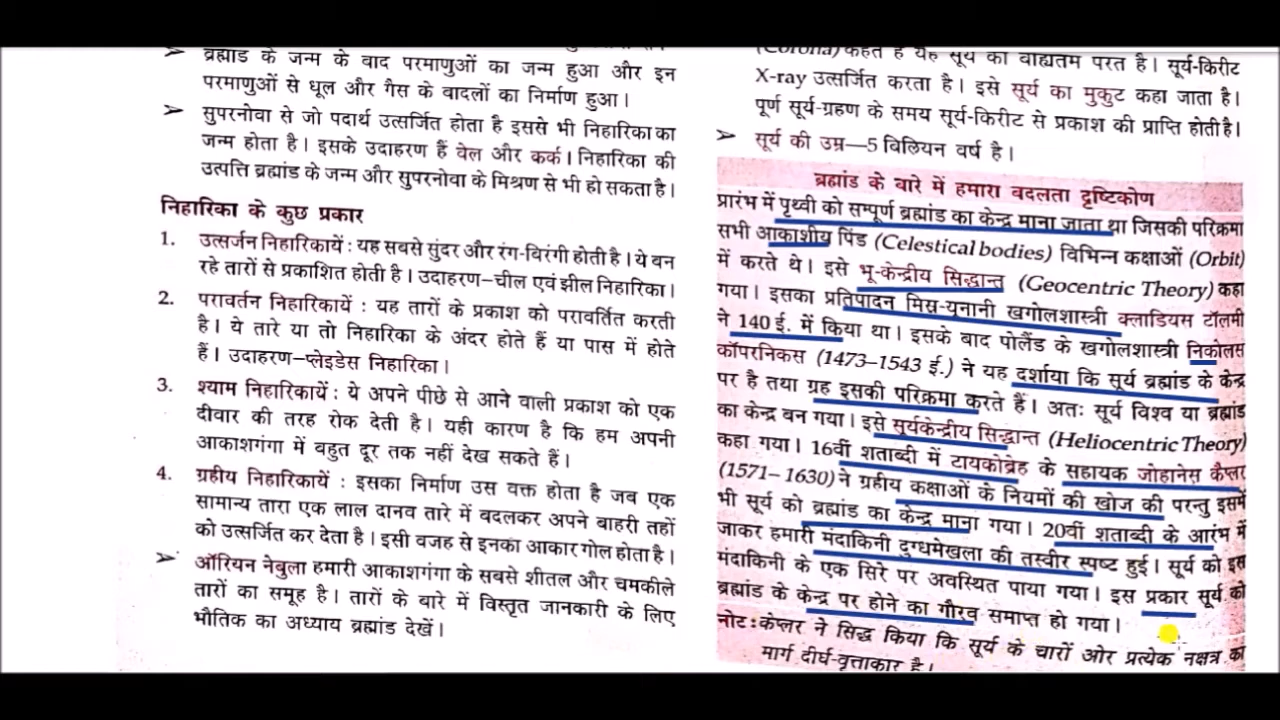 ब्रह्मांड के जन्म के वाद परमाणुओं का जन्म हुआ और इन
परमाणुओं से धूल और गैस के वादलों का निर्माण हुआ।
➤ सुपरनोवा से जो पदार्थ उत्सर्जित होता है इससे भी निहारिका का
जन्म होता है। इसके उदाहरण हैं वेल और कर्क। निहारिका की
उत्पत्ति ब्रह्मांड के जन्म और सुपरनोवा के मिश्रण से भी हो सकता है।
निहारिका के कुछ प्रकार
1. उत्सर्जन निहारिकायें : यह सबसे सुंदर और रंग-बिरंगी होती है। ये बन
रहे तारों से प्रकाशित होती है। उदाहरण–चील एवं झील निहारिका।
2. परावर्तन निहारिकायें : यह तारों के प्रकाश को परावर्तित करती
है। ये तारे या तो निहारिका के अंदर होते हैं या पास में होते
हैं। उदाहरण–प्लेइडेस निहारिका।
3. श्याम निहारिकायें : ये अपने पीछे से आने वाली प्रकाश को एक
दीवार की तरह रोक देती है। यही कारण है कि हम अपनी
आकाशगंगा में बहुत दूर तक नहीं देख सकते हैं।
4. ग्रहीय निहारिकायें : इसका निर्माण उस वक्त होता है जब एक
सामान्य तारा एक लाल दानव तारे में बदलकर अपने बाहरी तहों
को उत्सर्जित कर देता है। इसी वजह से इनका आकार गोल होता है।
➤ ऑरियन नेबुला हमारी आकाशगंगा के सबसे शीतल और चमकीले
तारों का समूह है। तारों के बारे में विस्तृत जानकारी के लिए
भौतिक का अध्याय ब्रह्मांड देखें।
(Corona) कहते हैं यह सूर्य का वाह्यतम परत है। सूर्य-किरीट
X-ray उत्सर्जित करता है। इसे सूर्य का मुकुट कहा जाता है।
पूर्ण सूर्य-ग्रहण के समय सूर्य-किरीट से प्रकाश की प्राप्ति होती है।
➤ सूर्य की उम्र—5 विलियन वर्ष है।
ब्रह्मांड के बारे में हमारा बदलता दृष्टिकोण
प्रारंभ में पृथ्वी को सम्पूर्ण ब्रह्मांड का केन्द्र माना जाता था जिसकी परिक्रमा
सभी आकाशीय पिंड (Celestical bodies) विभिन्न कक्षाओं (Orbit)
में करते थे। इसे भू-केन्द्रीय सिद्धान्त (Geocentric Theory) कहा
गया। इसका प्रतिपादन मिस्र-यूनानी खगोलशास्त्री क्लाडियस टॉलमी
ने 140 ई. में किया था। इसके बाद पोलैंड के खगोलशास्त्री निकोलस
कॉपरनिकस (1473–1543 ई.) ने यह दर्शाया कि सूर्य ब्रह्मांड के केन्द्र
पर है तथा ग्रह इसकी परिक्रमा करते हैं। अतः सूर्य विश्व या ब्रह्मांड
का केन्द्र बन गया। इसे सूर्यकेन्द्रीय सिद्धान्त (Heliocentric Theory)
कहा गया। 16वीं शताब्दी में टायकोब्रेह के सहायक जोहानेस कैप्लर
(1571–1630) ने ग्रहीय कक्षाओं के नियमों की खोज की परन्तु इसमें
भी सूर्य को ब्रह्मांड का केन्द्र माना गया। 20वीं शताब्दी के आरंभ में
जाकर हमारी मंदाकिनी दुग्धमेखला की तस्वीर स्पष्ट हुई। सूर्य को इस
मंदाकिनी के एक सिरे पर अवस्थित पाया गया। इस प्रकार सूर्य को
ब्रह्मांड के केन्द्र पर होने का गौरव समाप्त हो गया।
नोट : केप्लर ने सिद्ध किया कि सूर्य के चारों ओर प्रत्येक नक्षत्र का
मार्ग दीर्घ-वृत्ताकार है।